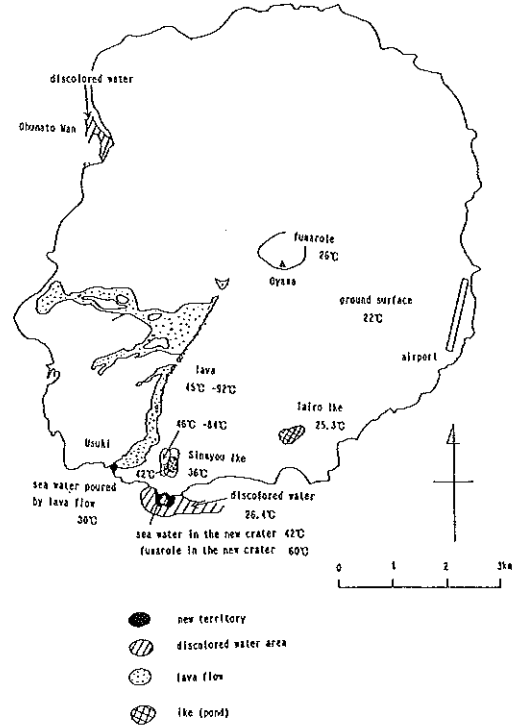 discolored water
Ohunato Wan
fumarole
26℃
Oyama
ground surface
22℃
airport
lava
45℃ -92℃
46℃ -84℃
Tairo Ike
25.3℃
Usuki
42℃
Sinmyou Ike
36℃
sea water poured
by lava flow
30℃
discolored water
26.4℃
sea water in the new crater 42℃
fumarole in the new crater 60℃
0 1 2 3km
new territory
discolored water area
lava flow
ike (pond)